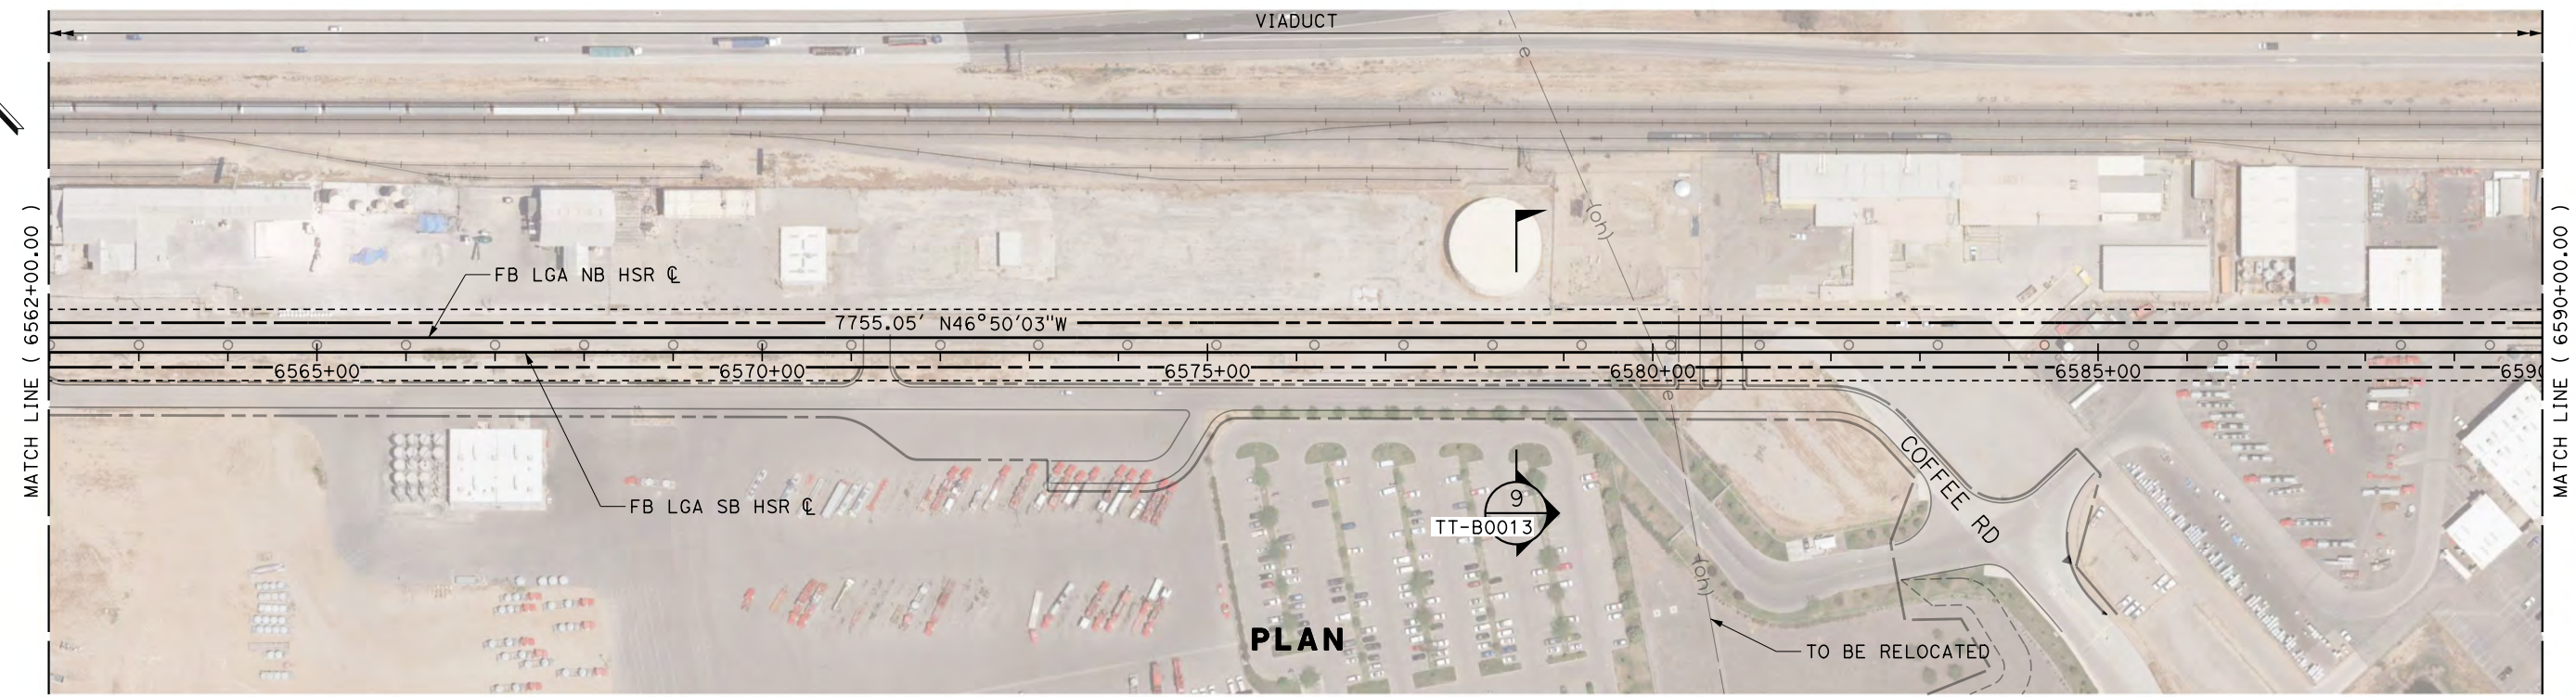 VIADUCT
e
(oh)
MATCH LINE ( 6562+00.00 )
MATCH LINE ( 6590+00.00 )
FB LGA NB HSR ℄
7755.05' N46°50'03"W
6565+00
6570+00
6575+00
6580+00
6585+00
6590
e
COFFEE RD
9
TT-B0013
FB LGA SB HSR ℄
(oh)
PLAN
TO BE RELOCATED